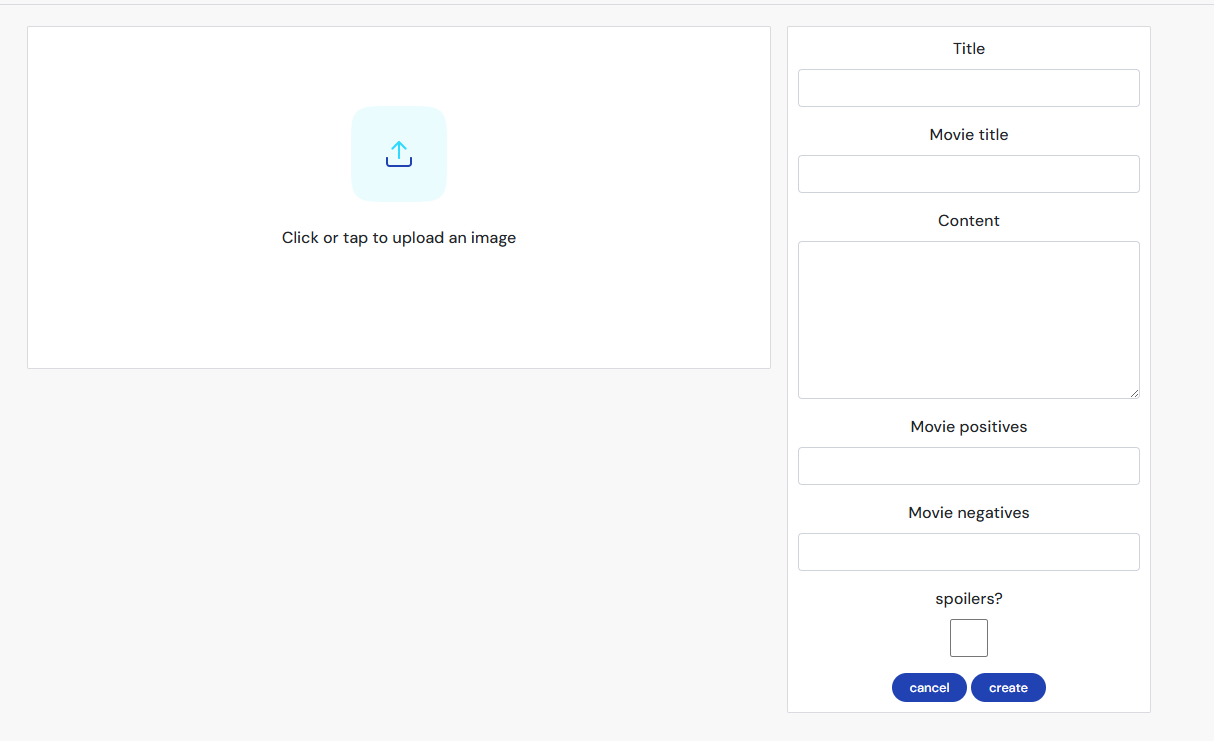 Click or tap to upload an image
Title
Movie title
Content
Movie positives
Movie negatives
spoilers?
cancel
create